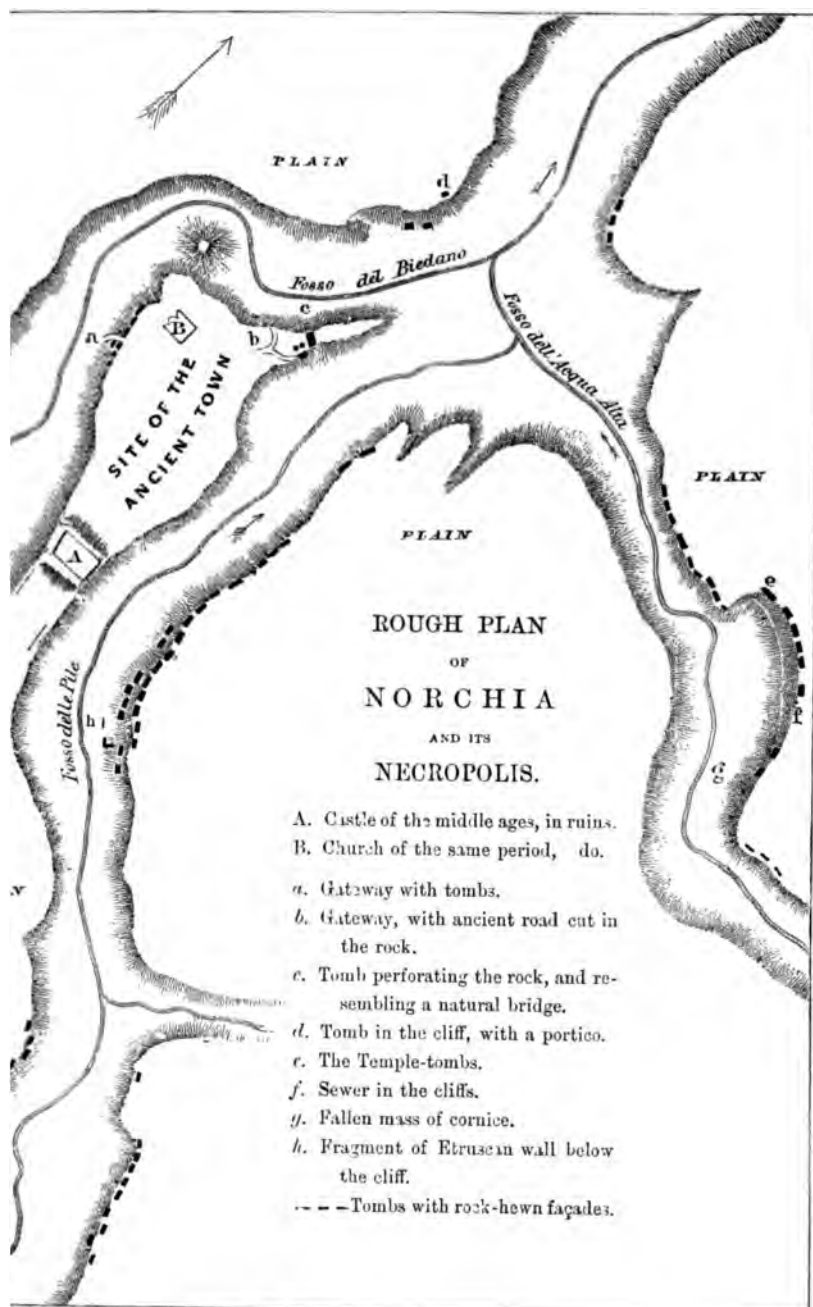 PLAIN
d
Fosso del Biedano
c
B
a
b
Fosso dell'Acqua Alta
SITE OF THE
ANCIENT TOWN
PLAIN
PLAIN
A
e
ROUGH PLAN
OF
NORCHIA
AND ITS
NECROPOLIS.
Fosso delle Pile
h
f
g
A. Castle of the middle ages, in ruins.
B. Church of the same period, do.
a. Gateway with tombs.
b. Gateway, with ancient road cut in
the rock.
c. Tomb perforating the rock, and re-
sembling a natural bridge.
d. Tomb in the cliff, with a portico.
e. The Temple-tombs.
f. Sewer in the cliffs.
g. Fallen mass of cornice.
h. Fragment of Etruscan wall below
the cliff.
Tombs with rock-hewn façades.
N